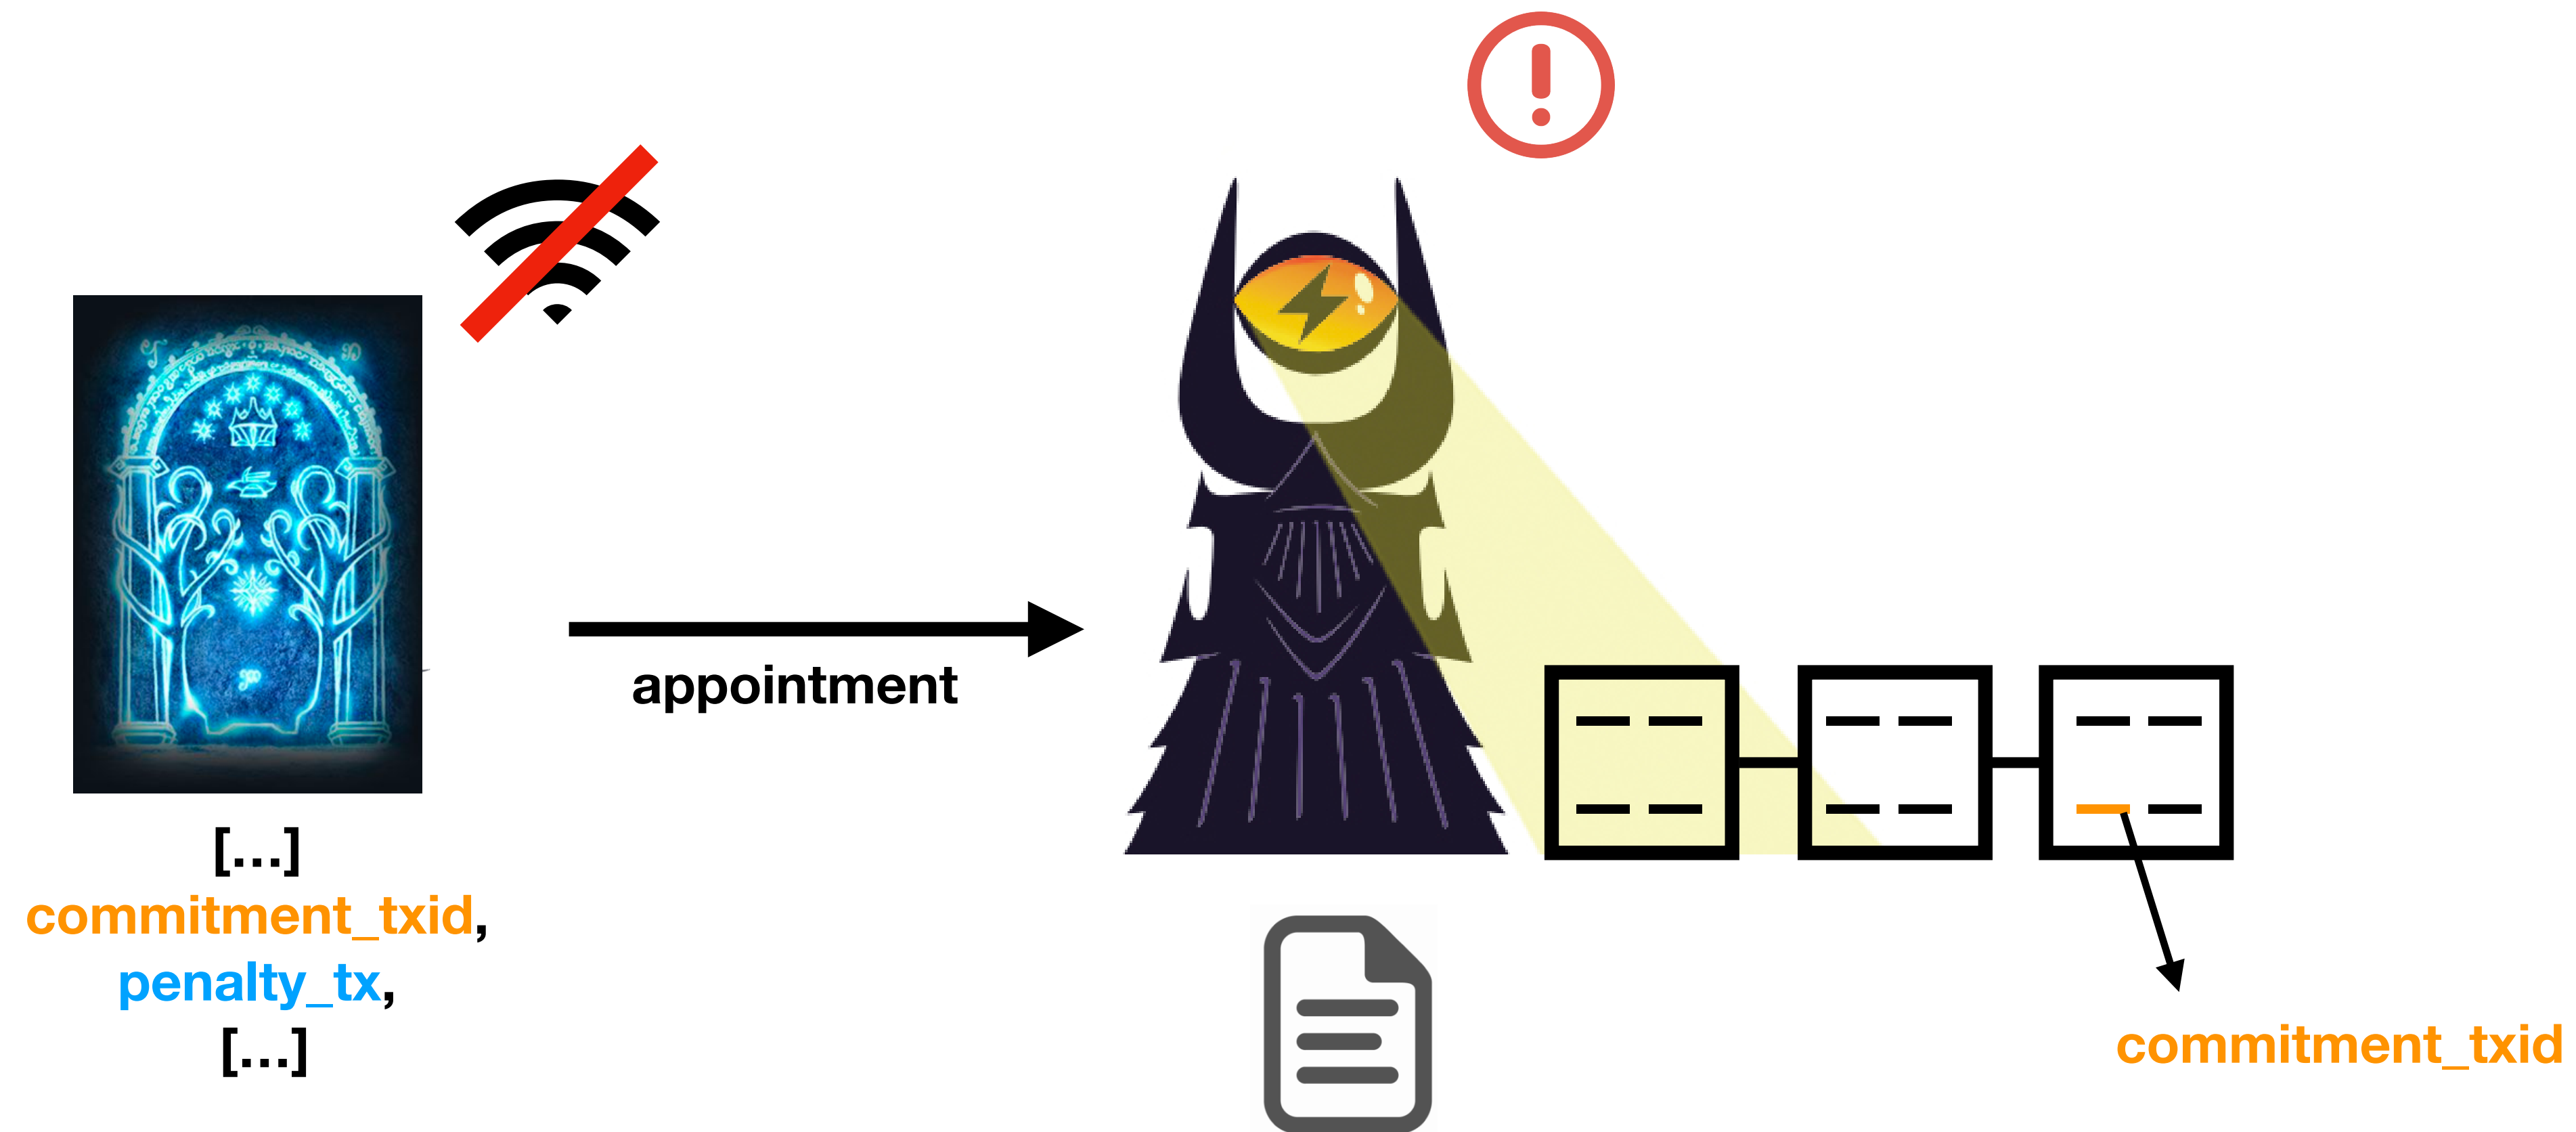 […]
commitment_txid,
penalty_tx,
[…]
appointment
commitment_txid